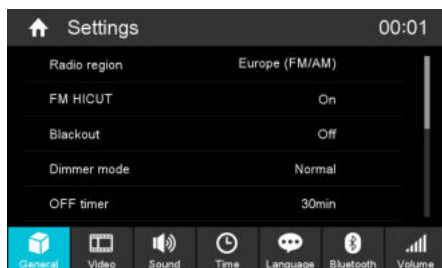 Settings 00:01
Radio region Europe (FM/AM)
FM HICUT On
Blackout Off
Dimmer mode Normal
OFF timer 30min
General Video Sound Time Language Bluetooth Volume